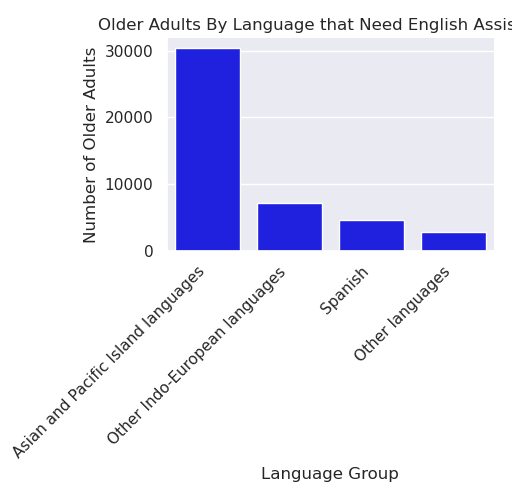 Older Adults By Language that Need English Assis
Number of Older Adults
30000
20000
10000
0
Asian and Pacific Island languages
Other Indo-European languages
Spanish
Other languages
Language Group